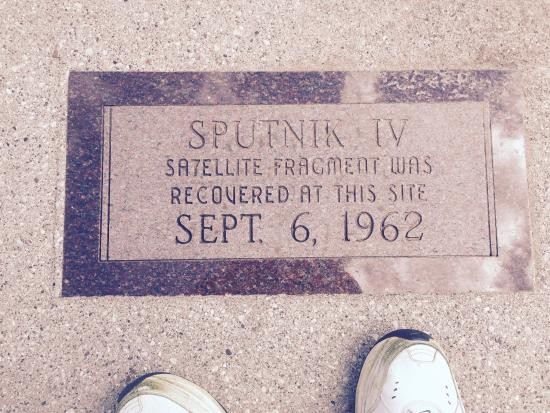 SPUTNIK IV
SATELLITE FRAGMENT WAS
RECOVERED AT THIS SITE
SEPT. 6, 1962